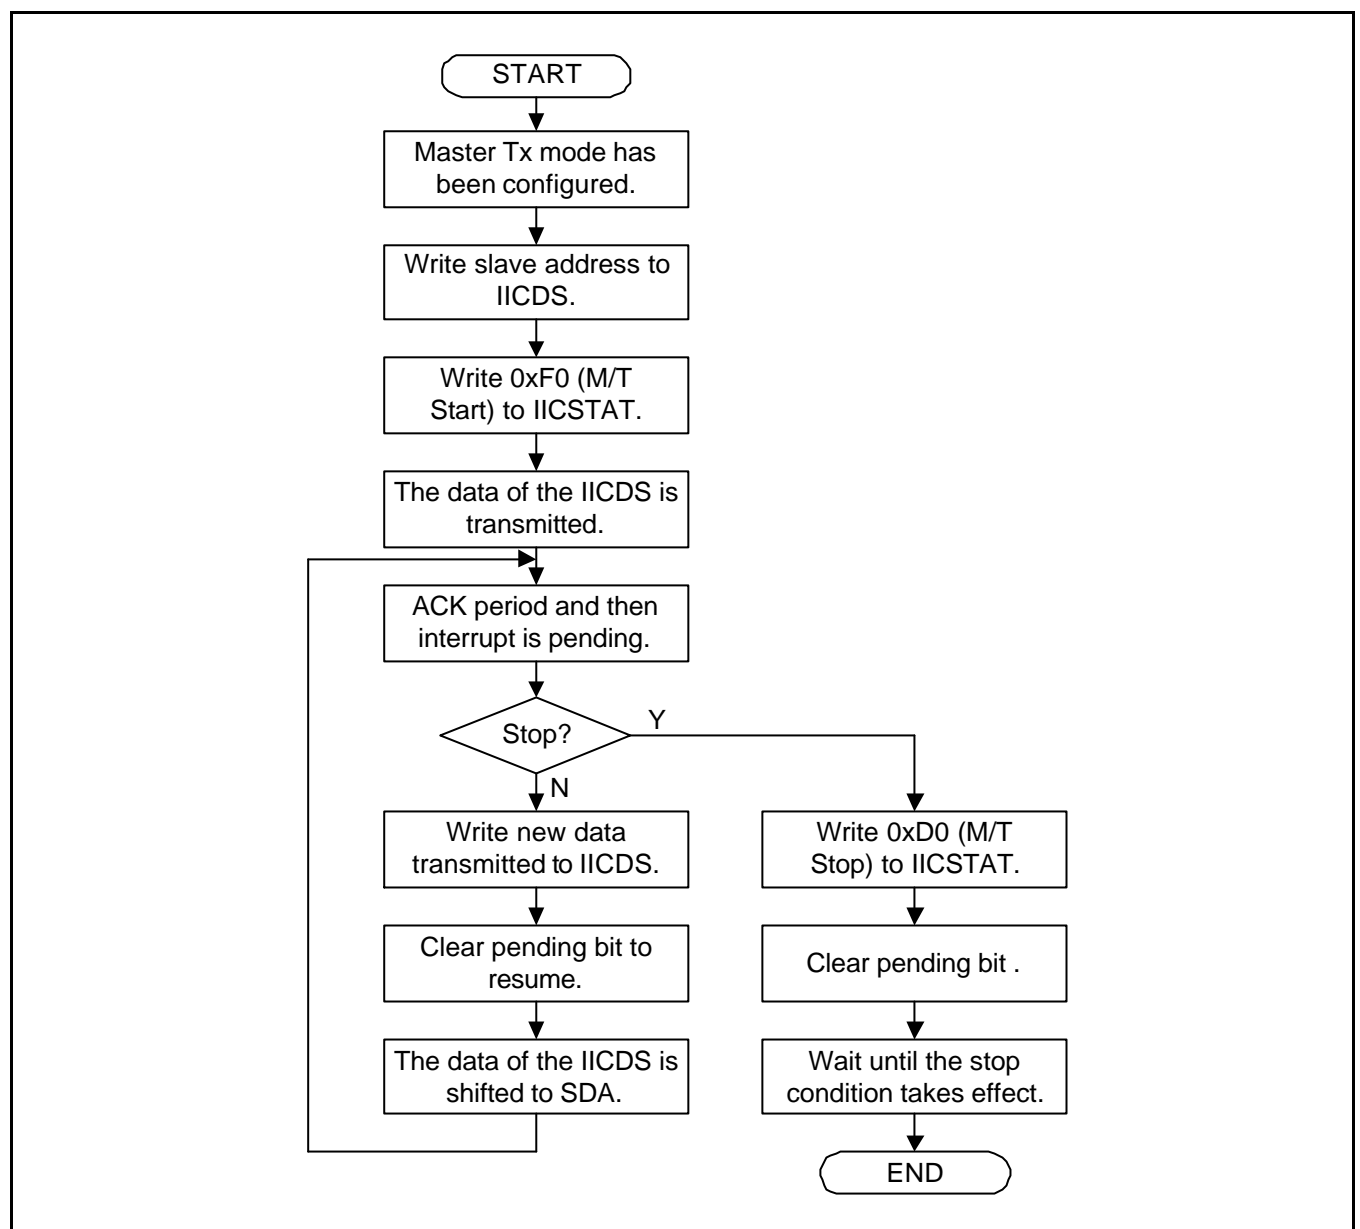 START
Master Tx mode has
been configured.
Write slave address to
IICDS.
Write 0xF0 (M/T
Start) to IICSTAT.
The data of the IICDS is
transmitted.
ACK period and then
interrupt is pending.
Stop?
Y
N
Write new data
transmitted to IICDS.
Clear pending bit to
resume.
The data of the IICDS is
shifted to SDA.
Write 0xD0 (M/T
Stop) to IICSTAT.
Clear pending bit .
Wait until the stop
condition takes effect.
END